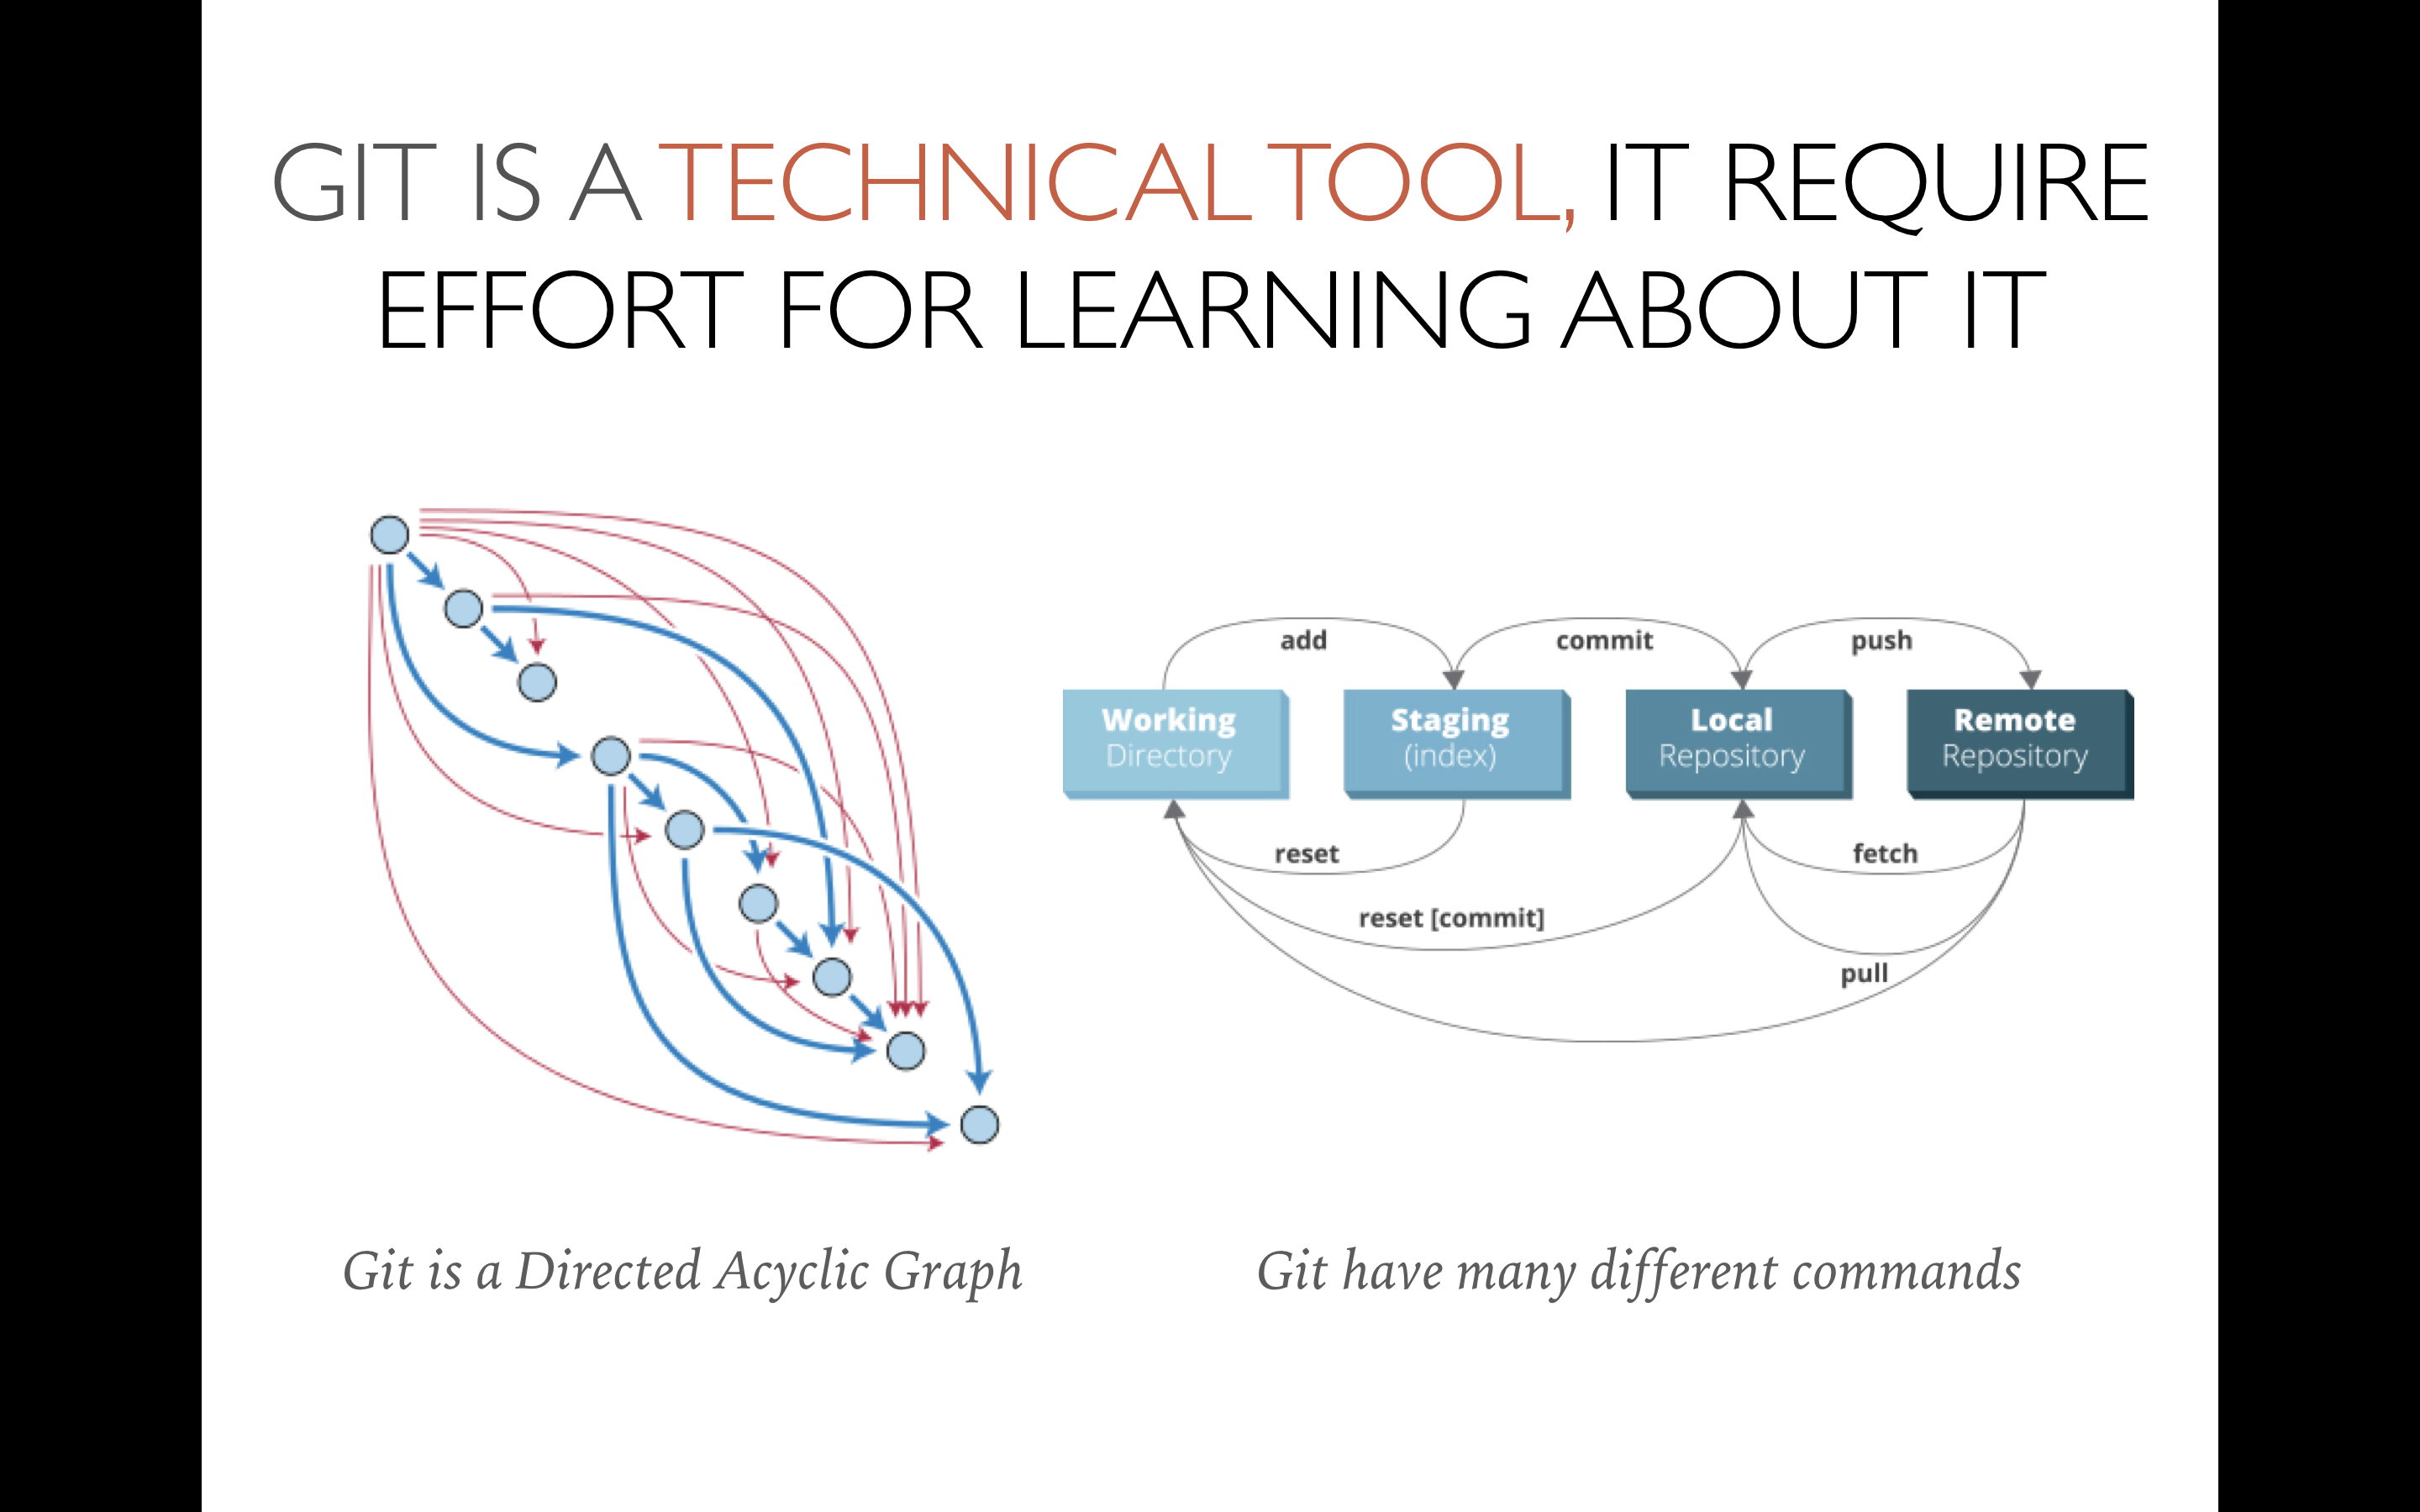 GIT IS A TECHNICAL TOOL, IT REQUIRE
EFFORT FOR LEARNING ABOUT IT
add
commit
push
Working
Directory
Staging
(index)
Local
Repository
Remote
Repository
reset
fetch
reset [commit]
pull
Git is a Directed Acyclic Graph
Git have many different commands